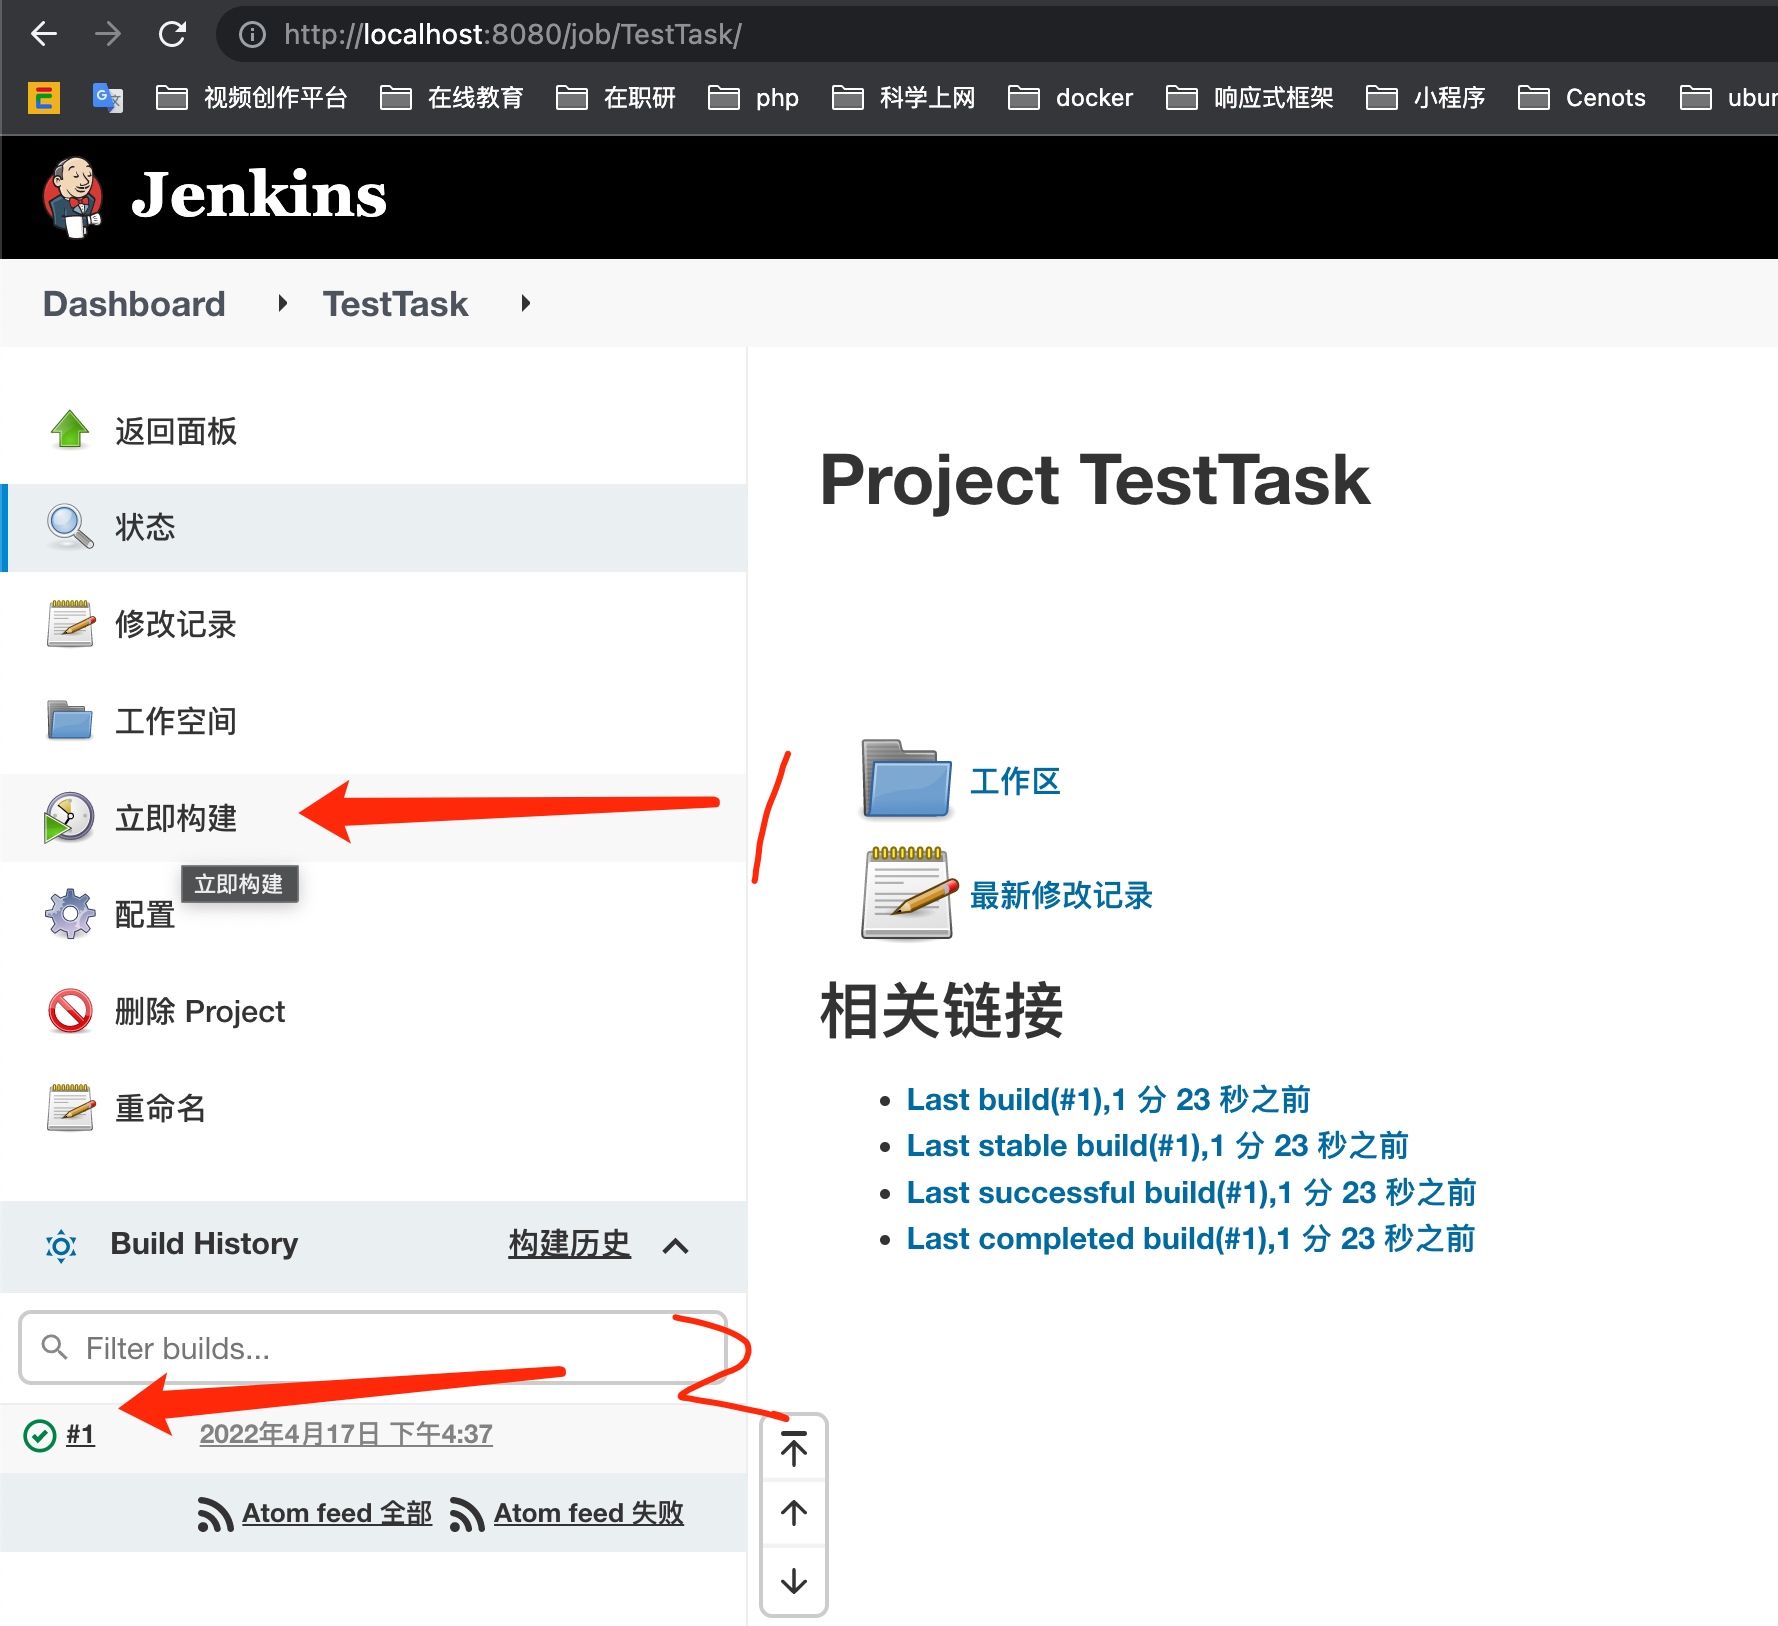 http://localhost:8080/job/TestTask/
视频创作平台 在线教育 在职研 php 科学上网 docker 响应式框架 小程序 Cenots
Jenkins
Dashboard TestTask
返回面板
状态
修改记录
工作空间
立即构建
立即构建
配置
删除 Project
重命名
Build History 构建历史
Filter builds...
#1 2022年4月17日 下午4:37
Atom feed 全部 Atom feed 失败
Project TestTask
1
工作区
最新修改记录
相关链接
Last build(#1),1 分 23 秒之前
Last stable build(#1),1 分 23 秒之前
Last successful build(#1),1 分 23 秒之前
Last completed build(#1),1 分 23 秒之前
2